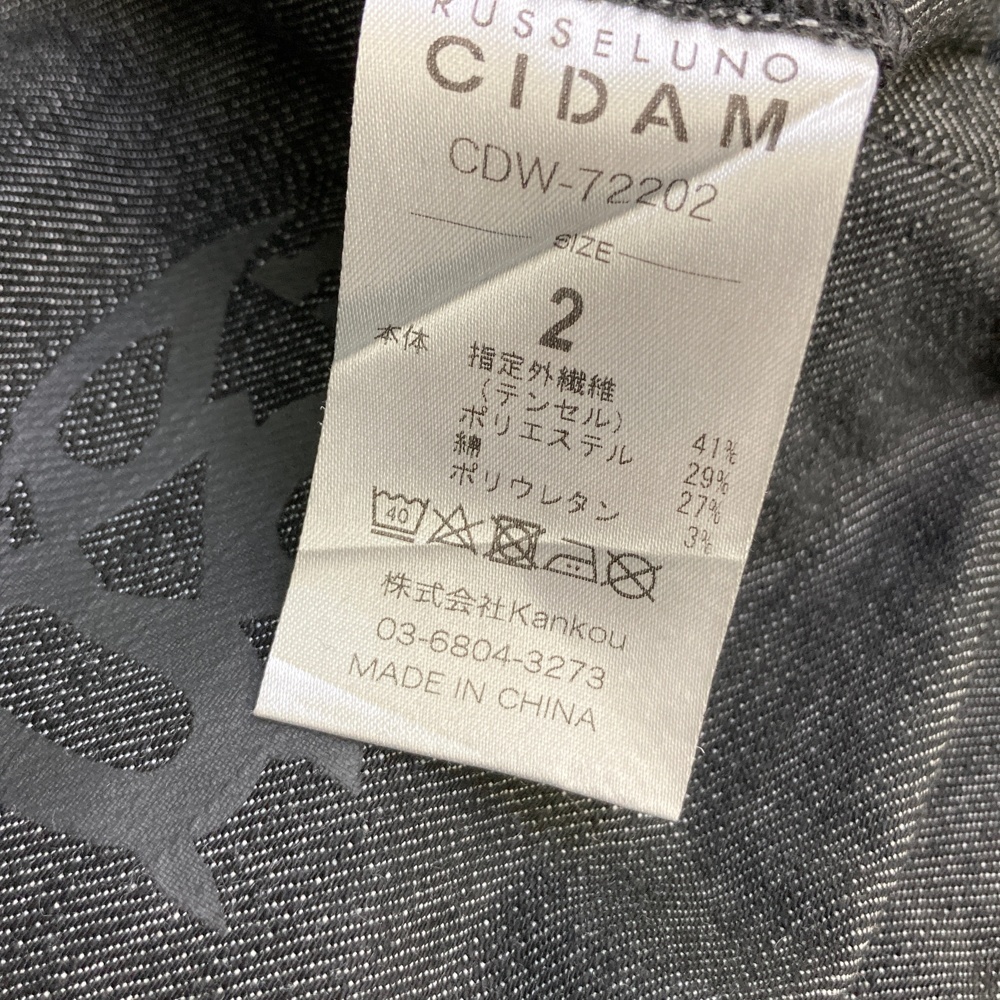 RUSSELUNO
CIDAM
CDW-72202
SIZE
2
本体 指定外繊維
(テンセル) 41%
ポリエステル 29%
綿 27%
ポリウレタン 3%
40
株式会社Kankou
03-6804-3273
MADE IN CHINA